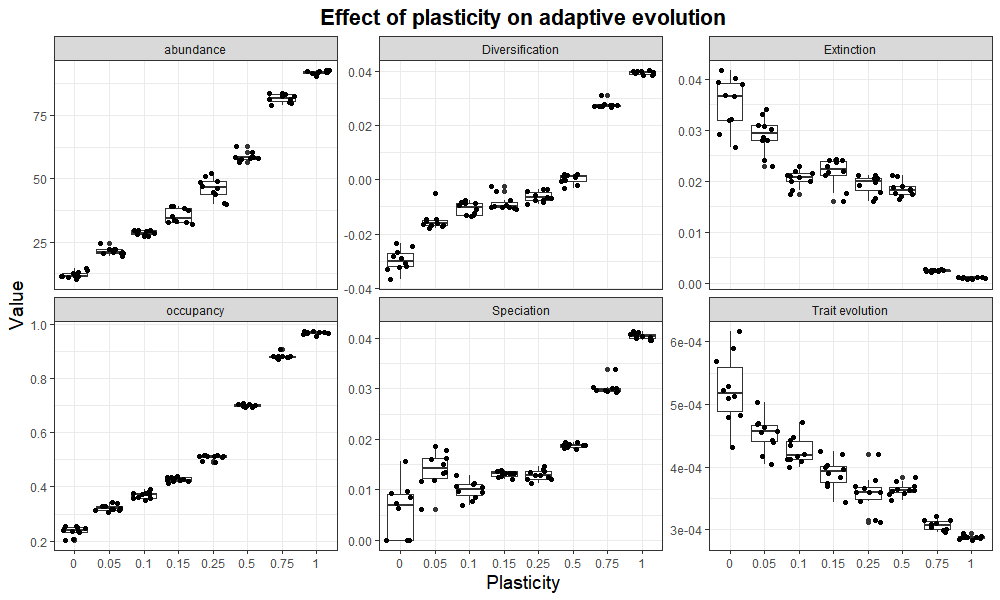 Effect of plasticity on adaptive evolution
abundance
Diversification
Extinction
75
50
25
0.04
0.02
0.00
-0.02
-0.04
0.04
0.03
0.02
0.01
0.00
Value
occupancy
Speciation
Trait evolution
1.0
0.8
0.6
0.4
0.2
0.04
0.03
0.02
0.01
0.00
6e-04
5e-04
4e-04
3e-04
0 0.05 0.1 0.15 0.25 0.5 0.75 1
0 0.05 0.1 0.15 0.25 0.5 0.75 1
0 0.05 0.1 0.15 0.25 0.5 0.75 1
Plasticity